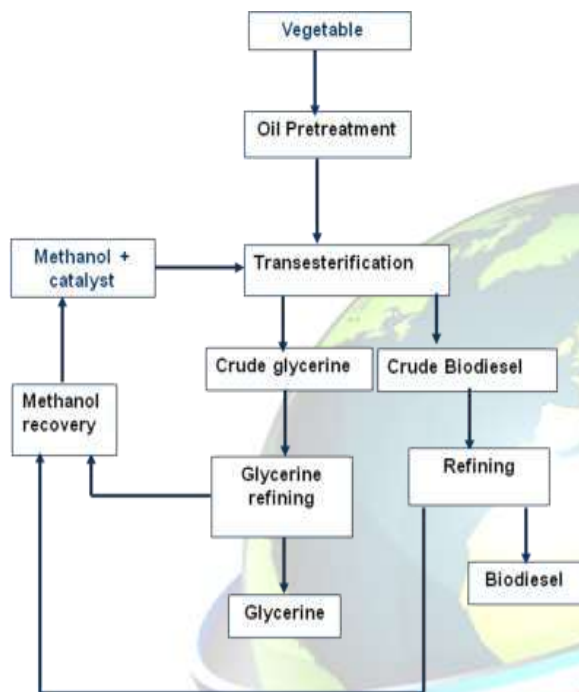 Vegetable
Oil Pretreatment
Methanol +
catalyst
Transesterification
Crude glycerine
Crude Biodiesel
Methanol
recovery
Glycerine
refining
Refining
Glycerine
Biodiesel